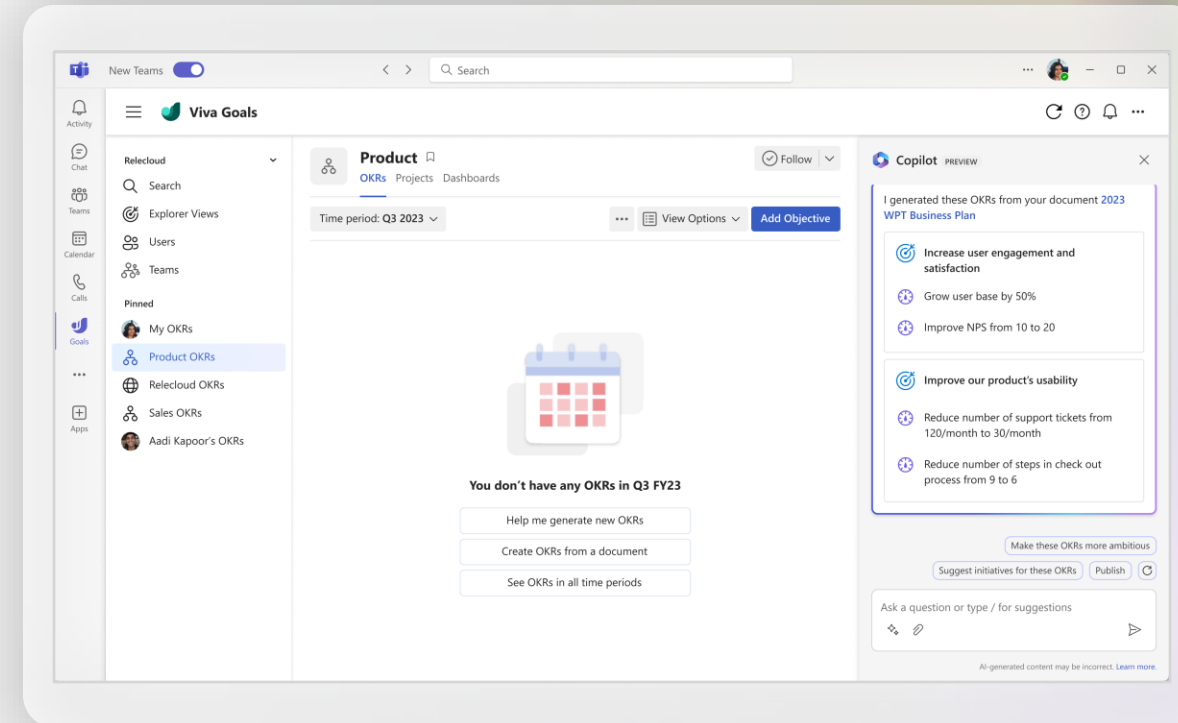 New Teams
Search
Activity
Chat
Teams
Calendar
Calls
Goals
Apps
Viva Goals
Relecloud
Search
Explorer Views
Users
Teams
Pinned
My OKRs
Product OKRs
Relecloud OKRs
Sales OKRs
Aadi Kapoor's OKRs
Product
Follow
OKRs Projects Dashboards
Time period: Q3 2023
View Options
Add Objective
You don't have any OKRs in Q3 FY23
Help me generate new OKRs
Create OKRs from a document
See OKRs in all time periods
Copilot PREVIEW
I generated these OKRs from your document 2023
WPT Business Plan
Increase user engagement and
satisfaction
Grow user base by 50%
Improve NPS from 10 to 20
Improve our product's usability
Reduce number of support tickets from
120/month to 30/month
Reduce number of steps in check out
process from 9 to 6
Make these OKRs more ambitious
Suggest initiatives for these OKRs
Publish
Ask a question or type / for suggestions
AI-generated content may be incorrect. Learn more.